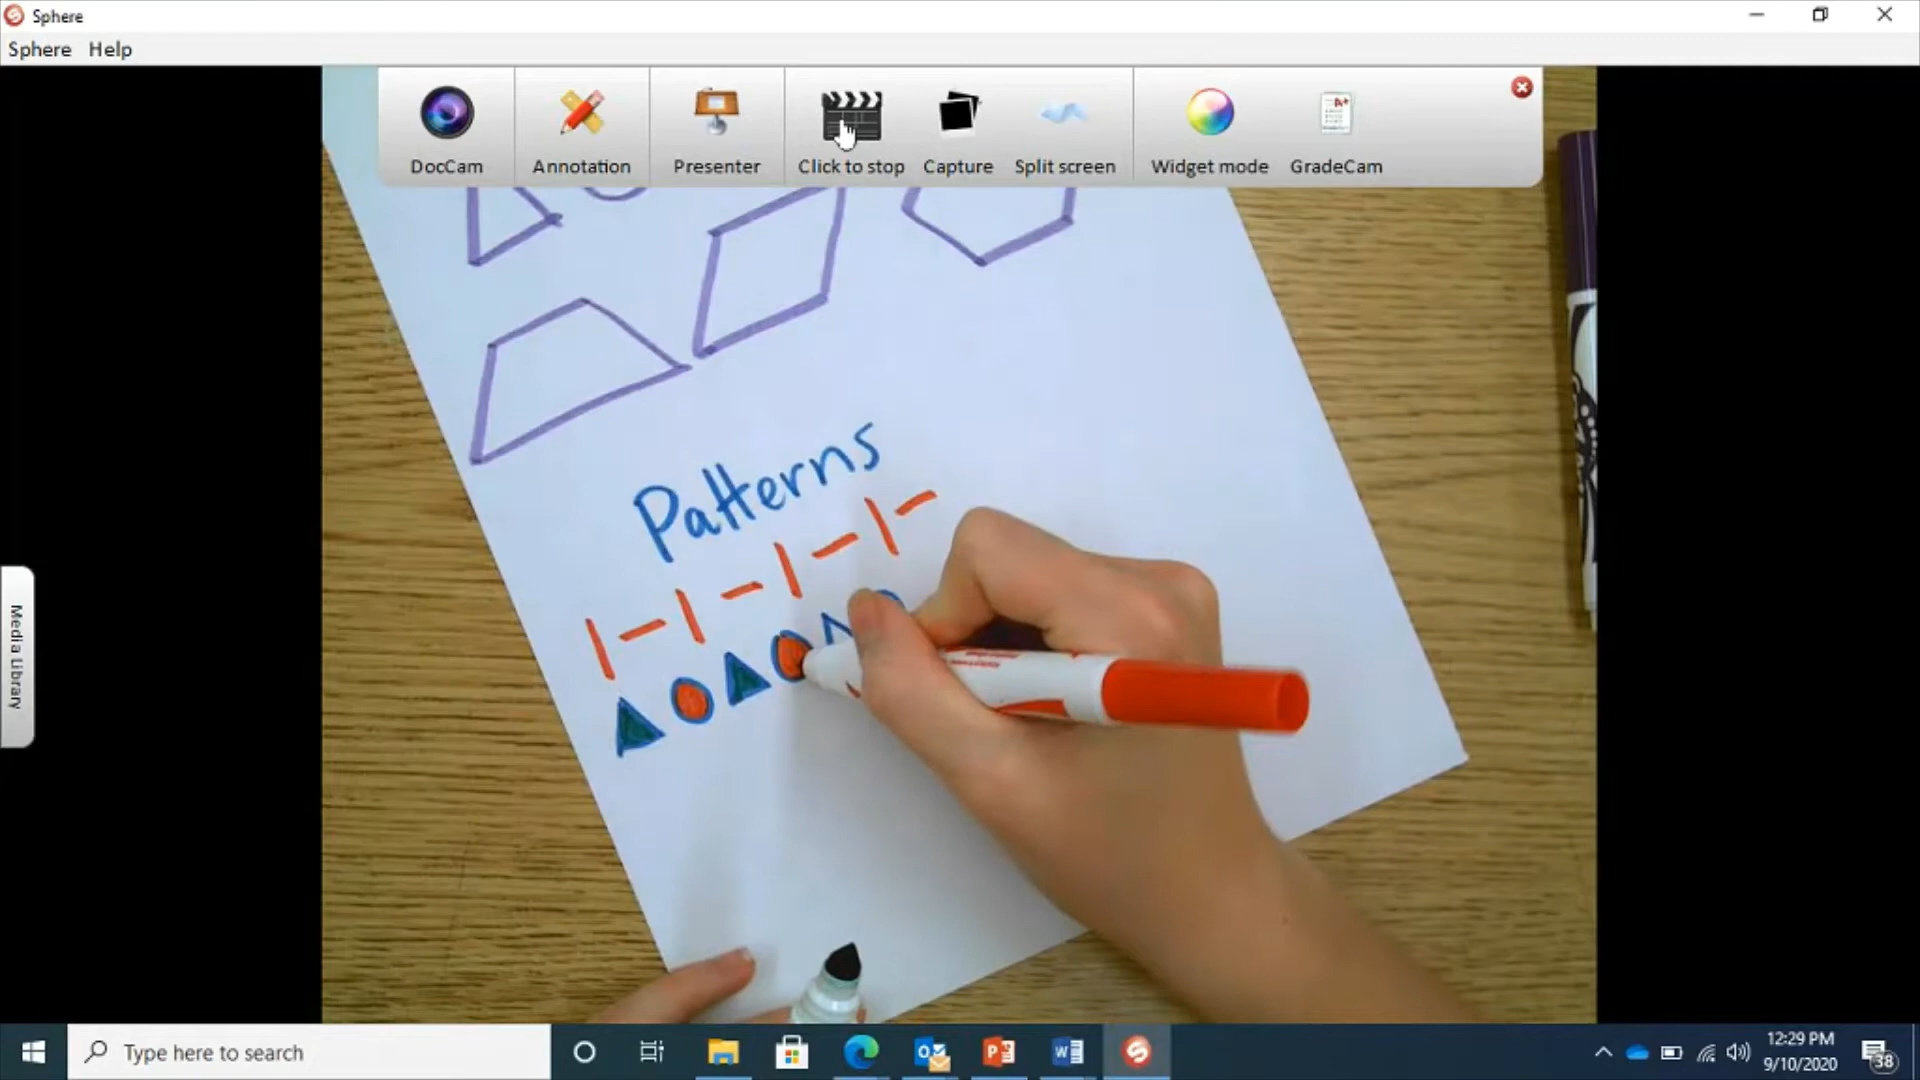 Sphere
Sphere Help
DocCam Annotation Presenter Click to stop Capture Split screen Widget mode GradeCam
A+
Media Library
Patterns
Type here to search
12:29 PM
9/10/2020
38